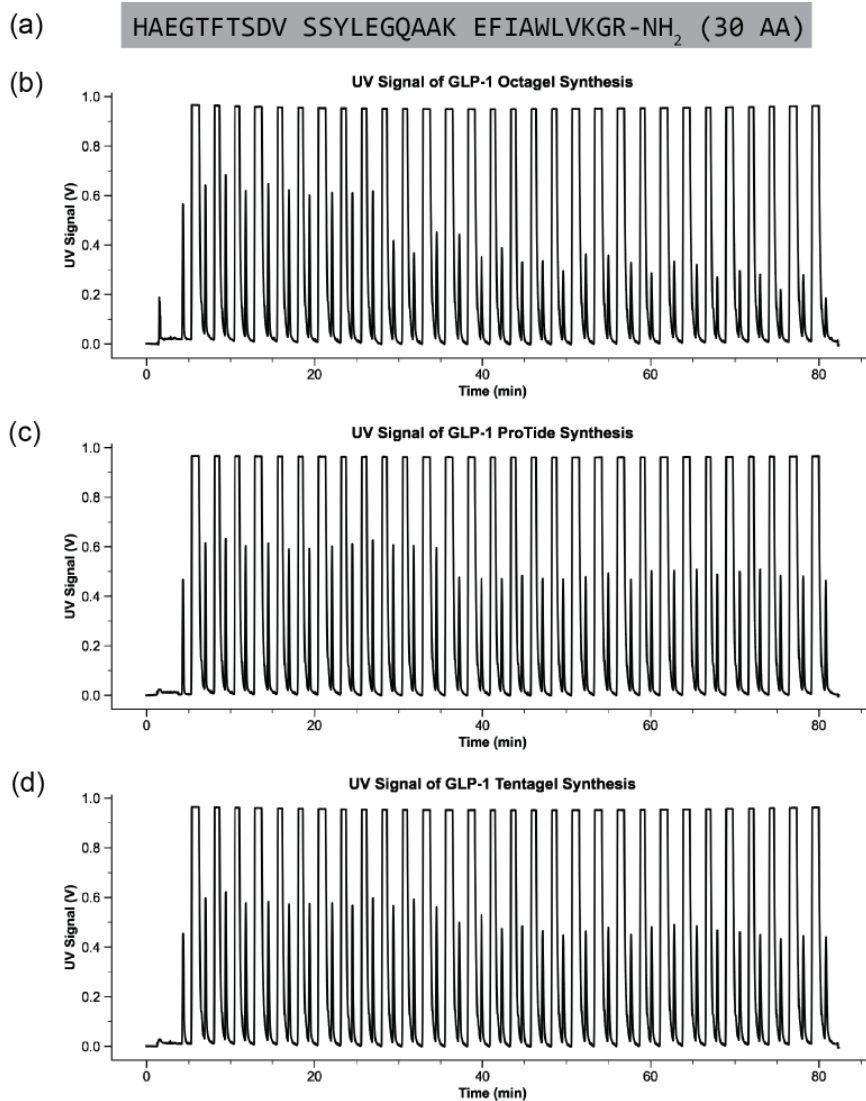 (a)
HAEGTFTSDV SSYLEGQAAK EFIAWLVKGR-NH₂ (30 AA)
(b)
UV Signal of GLP-1 Octagel Synthesis
UV Signal (V)
1.0
0.8
0.6
0.4
0.2
0.0
0 20 40 60 80
Time (min)
(c)
UV Signal of GLP-1 ProTide Synthesis
UV Signal (V)
1.0
0.8
0.6
0.4
0.2
0.0
0 20 40 60 80
Time (min)
(d)
UV Signal of GLP-1 Tentagel Synthesis
UV Signal (V)
1.0
0.8
0.6
0.4
0.2
0.0
0 20 40 60 80
Time (min)